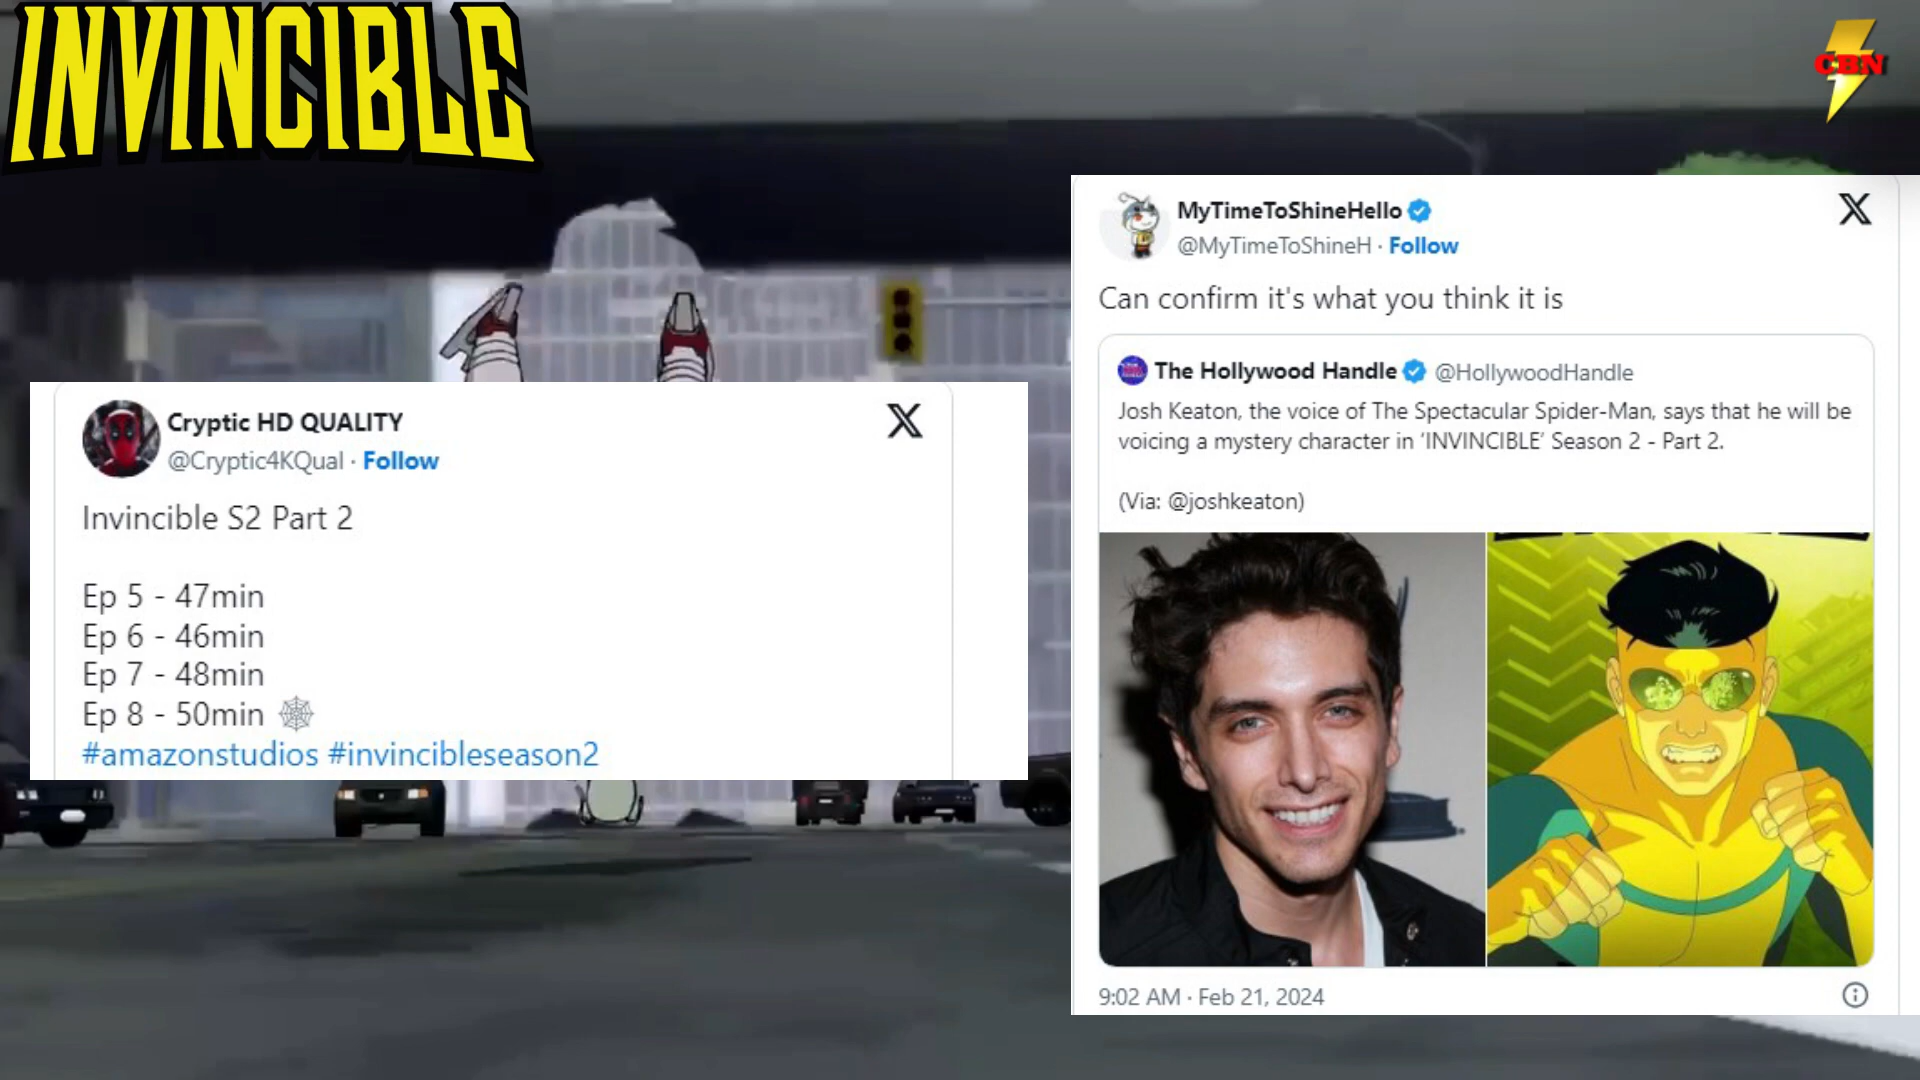 INVINCIBLE
CBN
Cryptic HD QUALITY
@Cryptic4KQual · Follow
Invincible S2 Part 2
Ep 5 - 47min
Ep 6 - 46min
Ep 7 - 48min
Ep 8 - 50min 🕸
#amazonstudios #invincibleseason2
MyTimeToShineHello
@MyTimeToShineH · Follow
Can confirm it's what you think it is
The Hollywood Handle @HollywoodHandle
Josh Keaton, the voice of The Spectacular Spider-Man, says that he will be
voicing a mystery character in ‘INVINCIBLE’ Season 2 - Part 2.
(Via: @joshkeaton)
9:02 AM · Feb 21, 2024